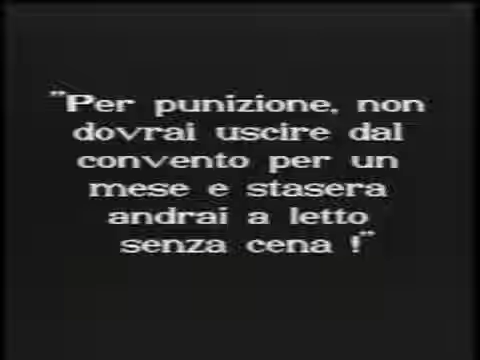 "Per punizione, non
dovrai uscire dal
convento per un
mese e stasera
andrai a letto
senza cena !"